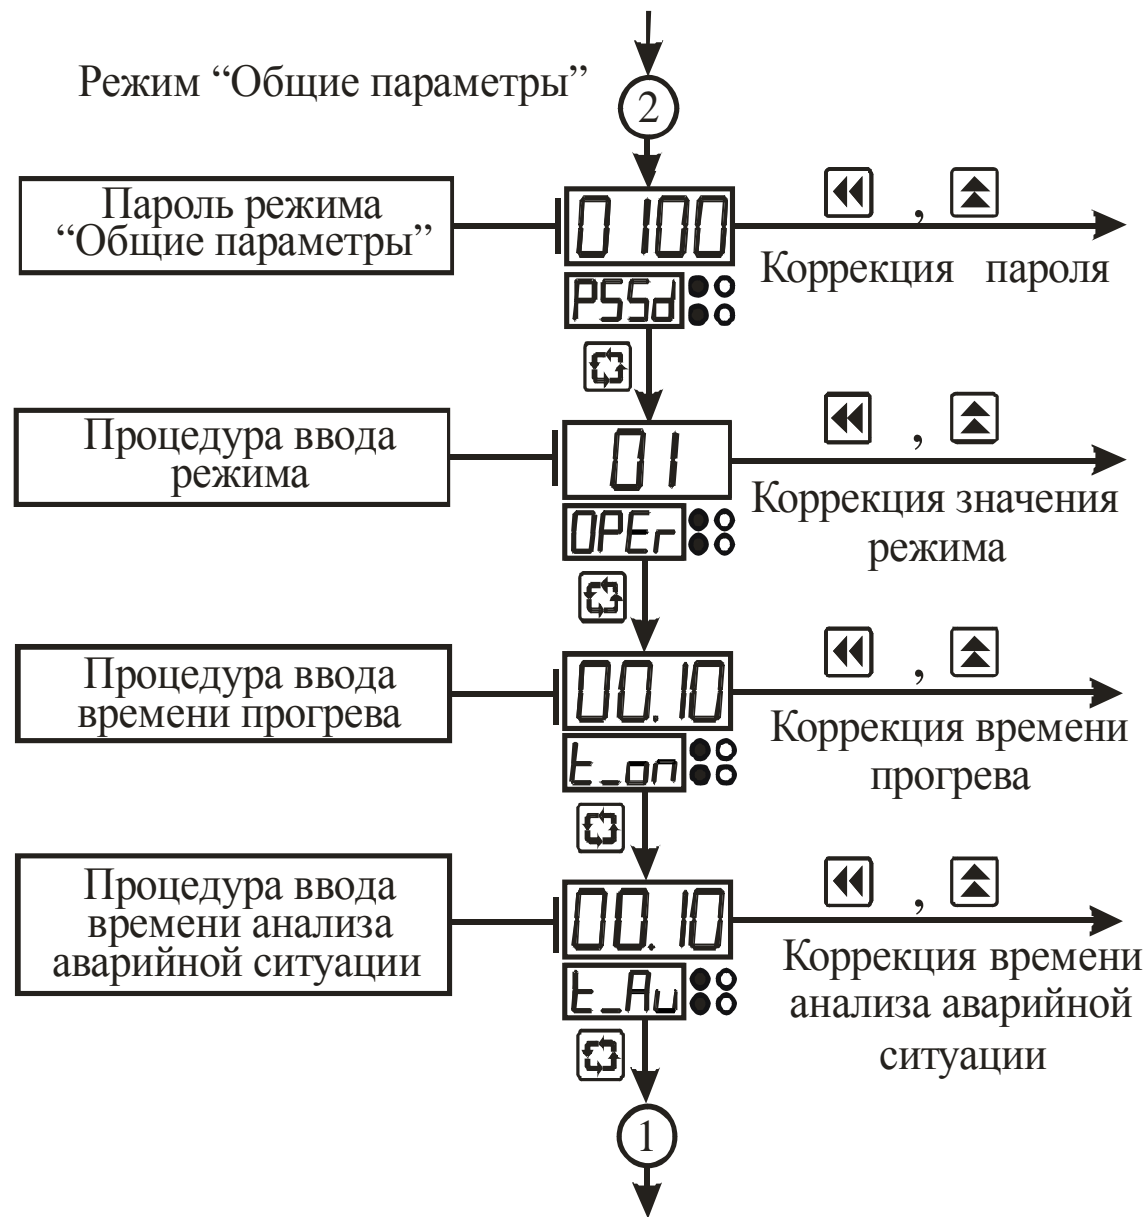 Режим “Общие параметры”
2
Пароль режима
“Общие параметры”
0100
PSSd
,
Коррекция пароля
Процедура ввода
режима
01
OPEr
,
Коррекция значения
режима
Процедура ввода
времени прогрева
00.10
t_on
,
Коррекция времени
прогрева
Процедура ввода
времени анализа
аварийной ситуации
00.10
t_Au
,
Коррекция времени
анализа аварийной
ситуации
1